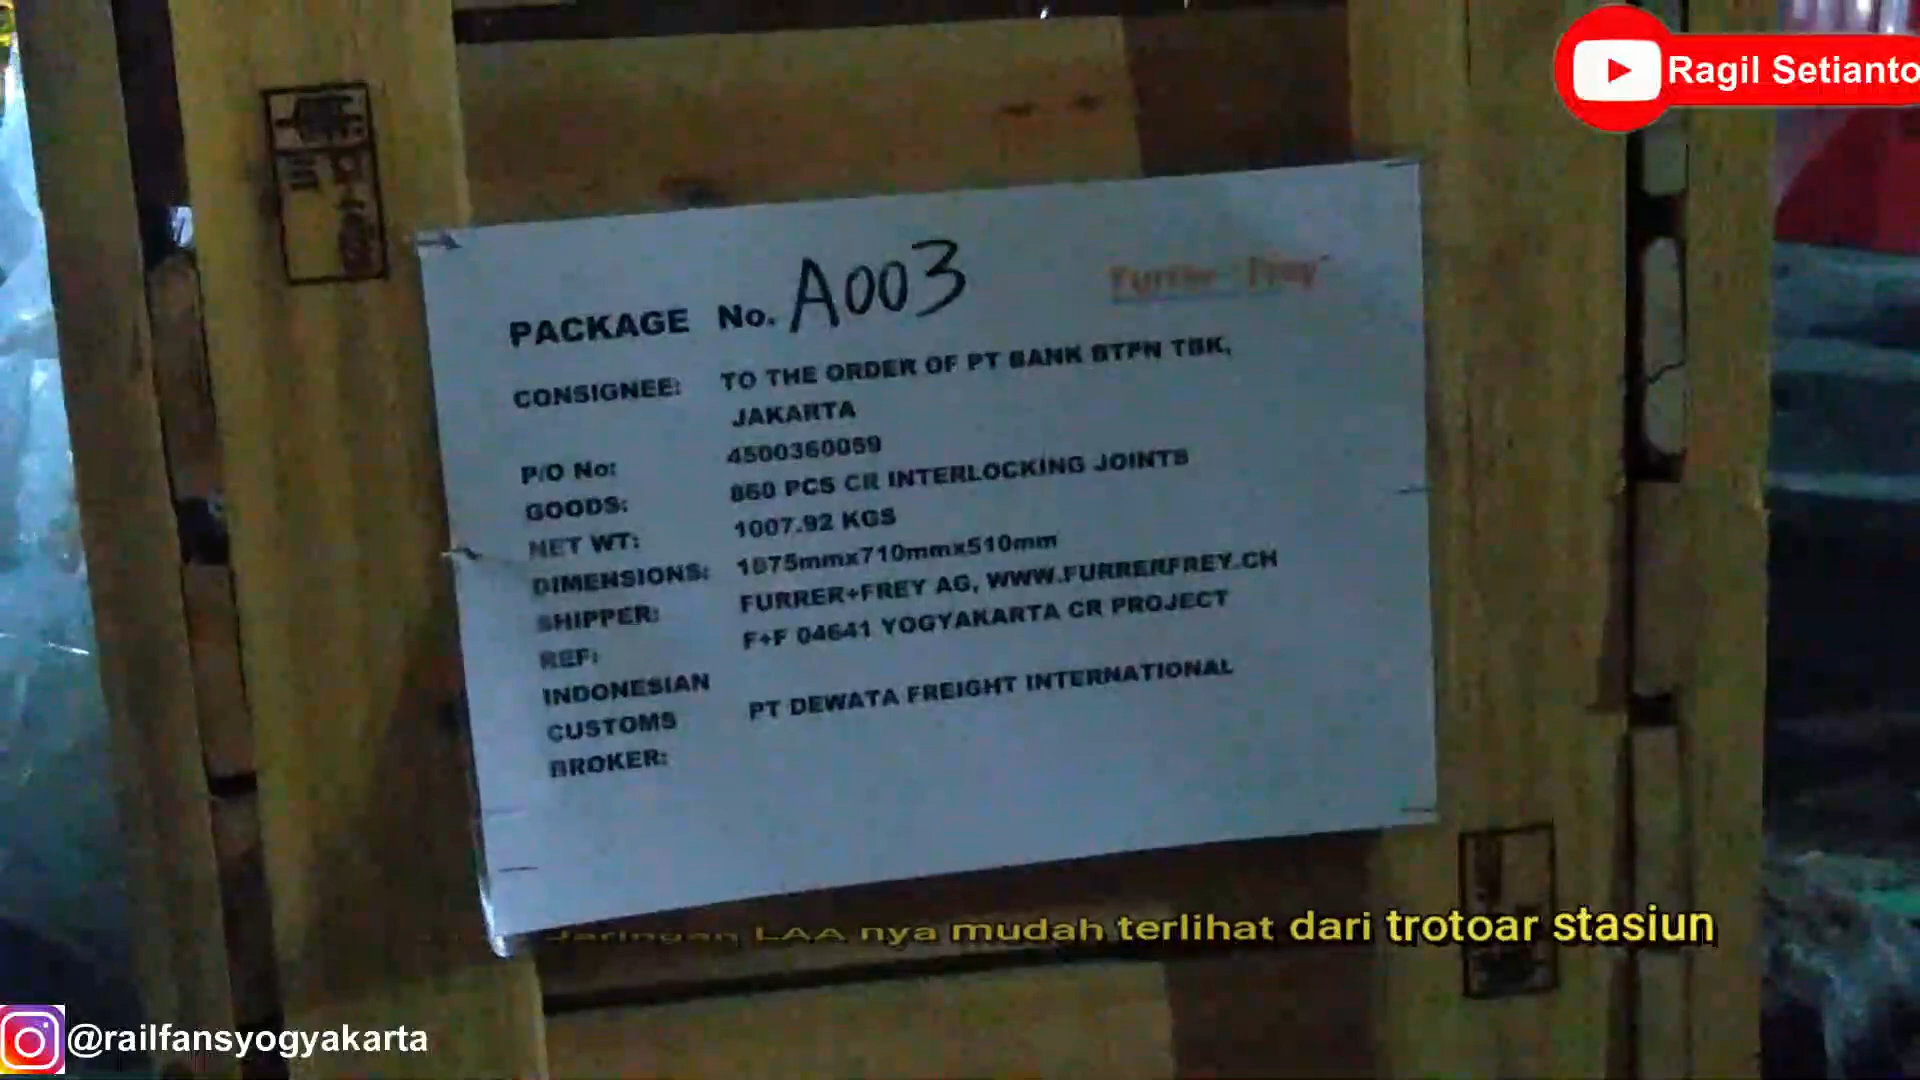 Ragil Setianto
PACKAGE No. A003
Furrer+Frey
CONSIGNEE: TO THE ORDER OF PT BANK BTPN TBK,
JAKARTA
P/O No: 4500360059
GOODS: 860 PCS CR INTERLOCKING JOINTS
NET WT: 1007.92 KGS
DIMENSIONS: 1875mmx710mmx510mm
SHIPPER: FURRER+FREY AG, WWW.FURRERFREY.CH
REF: F+F 04641 YOGYAKARTA CR PROJECT
INDONESIAN
CUSTOMS PT DEWATA FREIGHT INTERNATIONAL
BROKER:
Jaringan LAA nya mudah terlihat dari trotoar stasiun
@railfansyogyakarta